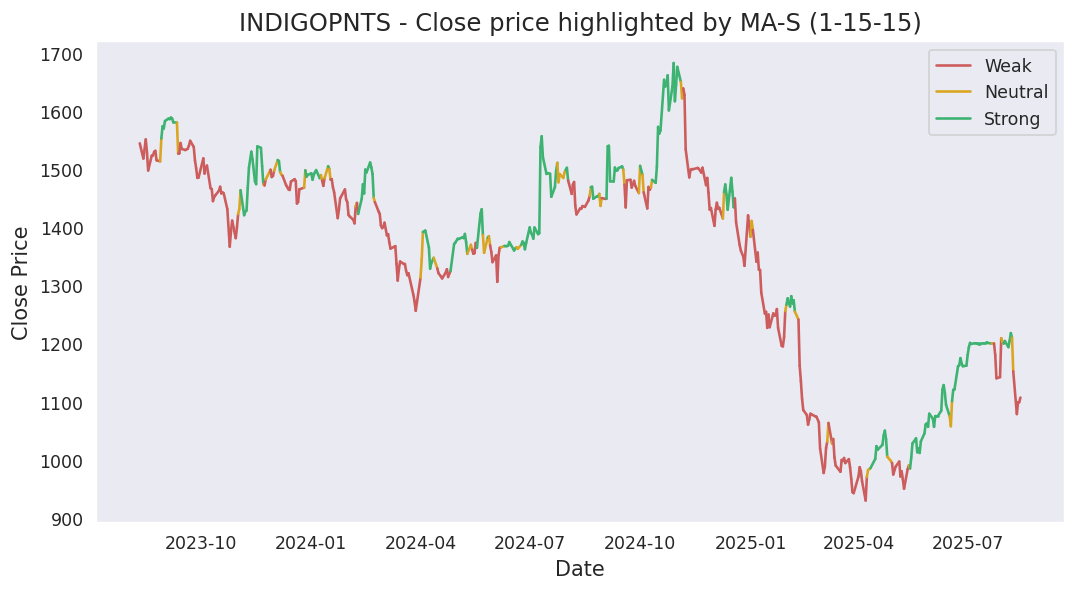 INDIGOPNTS - Close price highlighted by MA-S (1-15-15)
Weak
Neutral
Strong
Close Price
1700
1600
1500
1400
1300
1200
1100
1000
900
2023-10 2024-01 2024-04 2024-07 2024-10 2025-01 2025-04 2025-07
Date